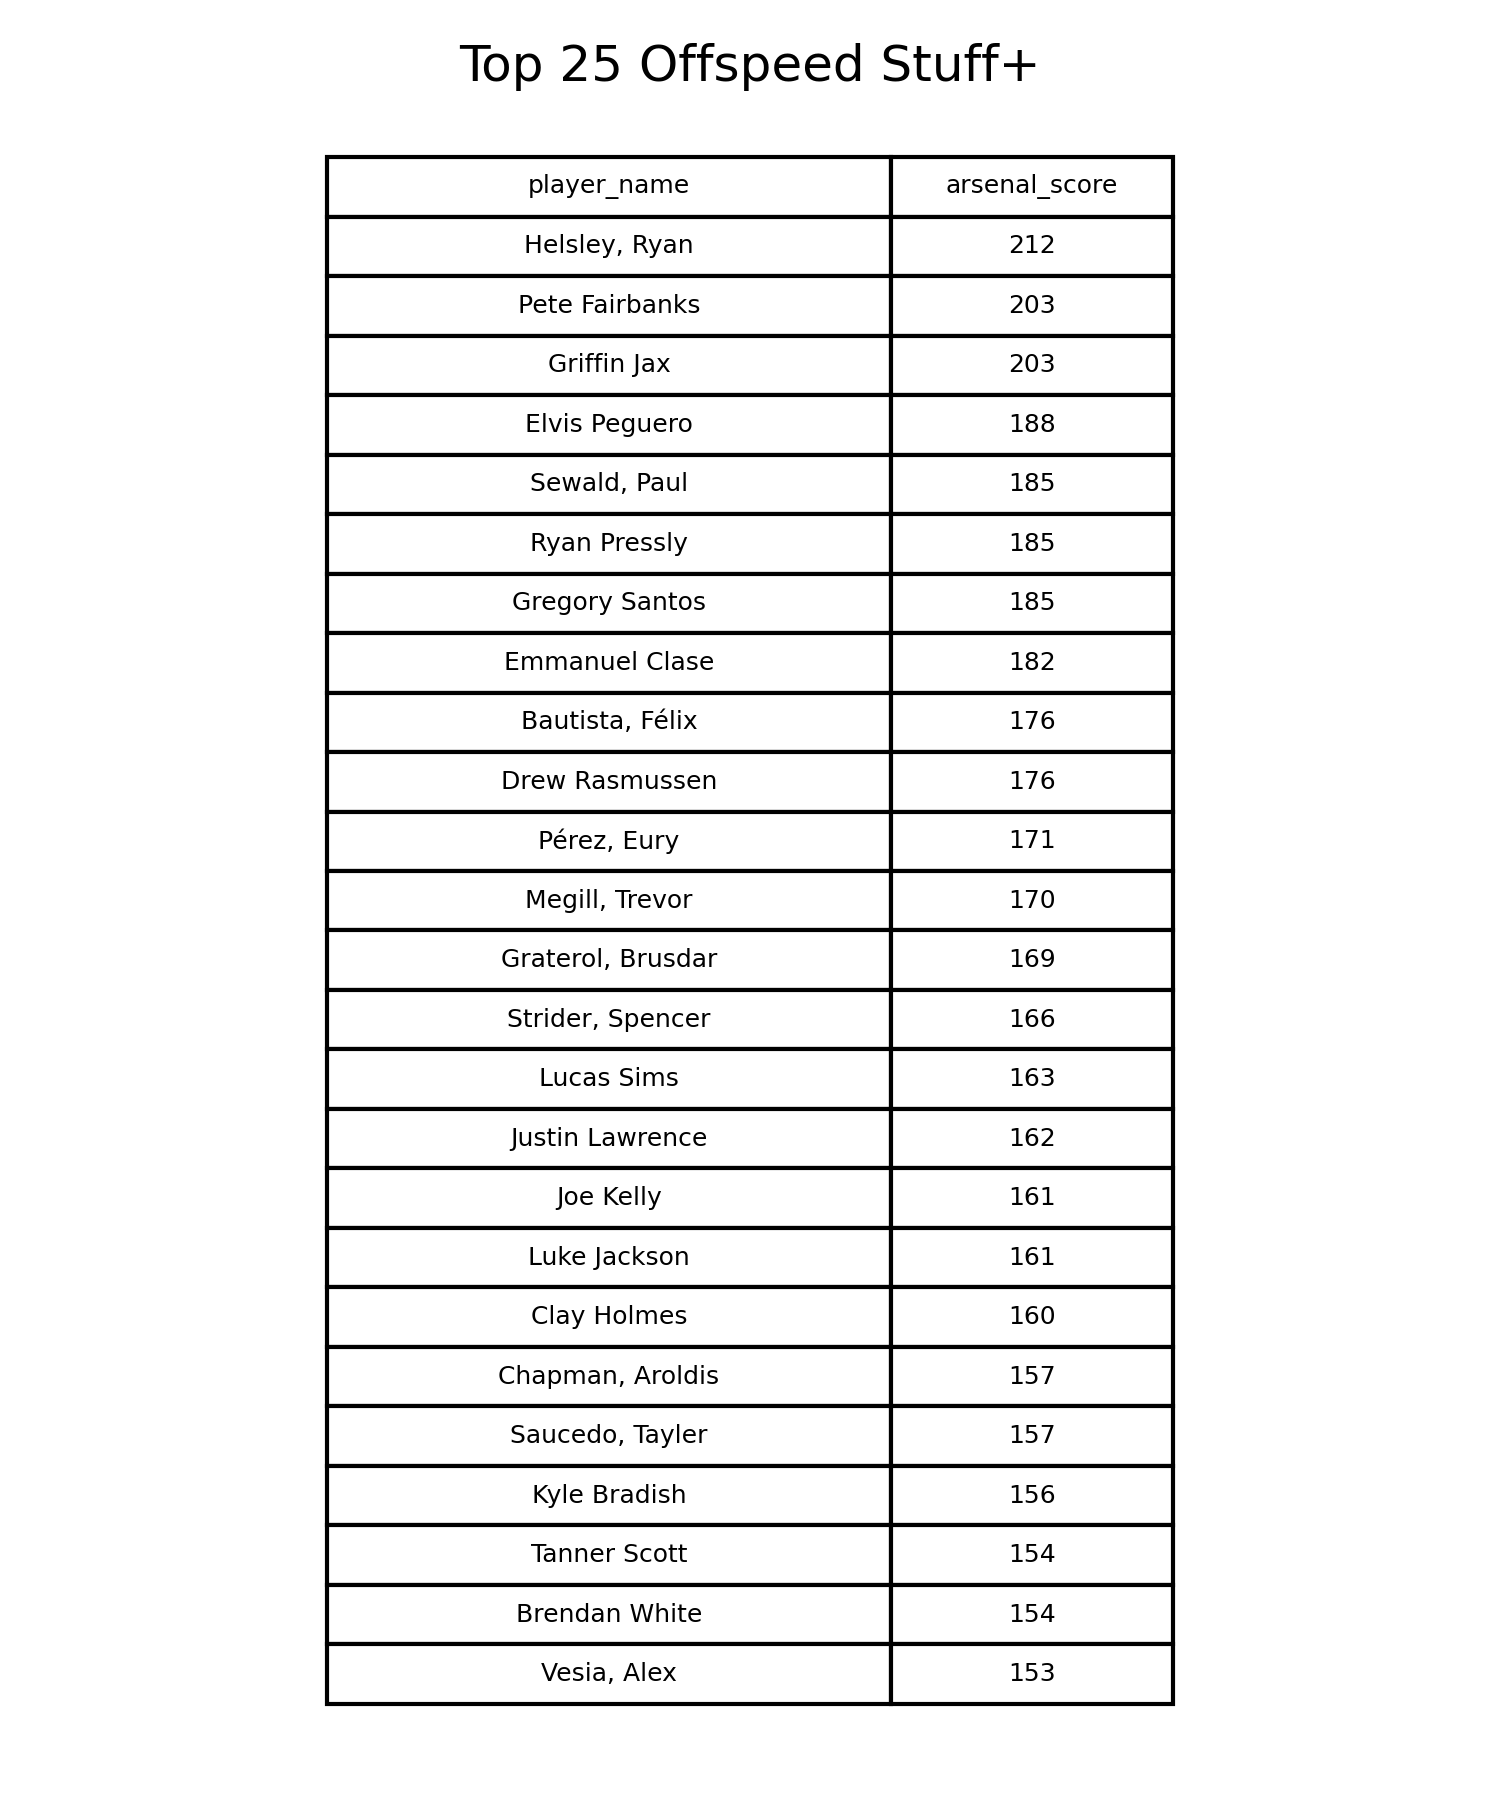 Top 25 Offspeed Stuff+
player_name arsenal_score
Helsley, Ryan 212
Pete Fairbanks 203
Griffin Jax 203
Elvis Peguero 188
Sewald, Paul 185
Ryan Pressly 185
Gregory Santos 185
Emmanuel Clase 182
Bautista, Félix 176
Drew Rasmussen 176
Pérez, Eury 171
Megill, Trevor 170
Graterol, Brusdar 169
Strider, Spencer 166
Lucas Sims 163
Justin Lawrence 162
Joe Kelly 161
Luke Jackson 161
Clay Holmes 160
Chapman, Aroldis 157
Saucedo, Tayler 157
Kyle Bradish 156
Tanner Scott 154
Brendan White 154
Vesia, Alex 153